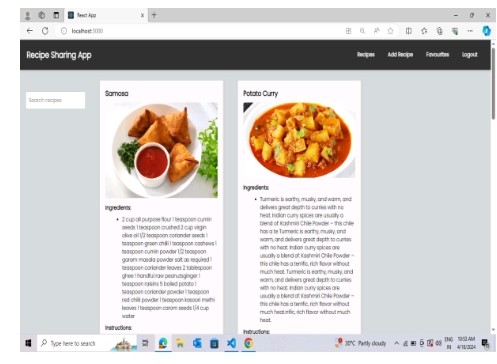 React App
localhost:3000
Recipe Sharing App
Recipes
Add Recipe
Favourites
Logout
Search recipes
Samosa
Ingredients:
2 cup all purpose flour 1 teaspoon cumin
seeds 1 teaspoon crushed 2 cup virgin
olive oil 1/2 teaspoon coriander seeds 1
teaspoon green chilli 1 teaspoon cashews 1
teaspoon cumin powder 1/2 teaspoon
garam masala powder salt as required 1
teaspoon coriander leaves 2 tablespoon
ghee 1 handful raw peanutsginger 1
teaspoon raisins 5 boiled potato 1
teaspoon coriander powder 1 teaspoon
red chilli powder 1 teaspoon kasoori methi
leaves 1 teaspoon carom seeds 1/4 cup
water
Instructions:
Potato Curry
Ingredients:
Turmeric is earthy, musky, and warm, and
delivers great depth to curries with no
heat. Indian curry spices are usually a
blend of Kashmiri Chile Powder – this chile
has a te Turmeric is earthy, musky, and
warm, and delivers great depth to curries
with no heat. Indian curry spices are
usually a blend of Kashmiri Chile Powder –
this chile has a terrific, rich flavor without
much heat. Turmeric is earthy, musky, and
warm, and delivers great depth to curries
with no heat. Indian curry spices are
usually a blend of Kashmiri Chile Powder –
this chile has a terrific, rich flavor without
much heat.rific, rich flavor without much
heat.
Instructions:
Type here to search
30°C Partly cloudy
ENG
IN
10:53 AM
4/18/2024